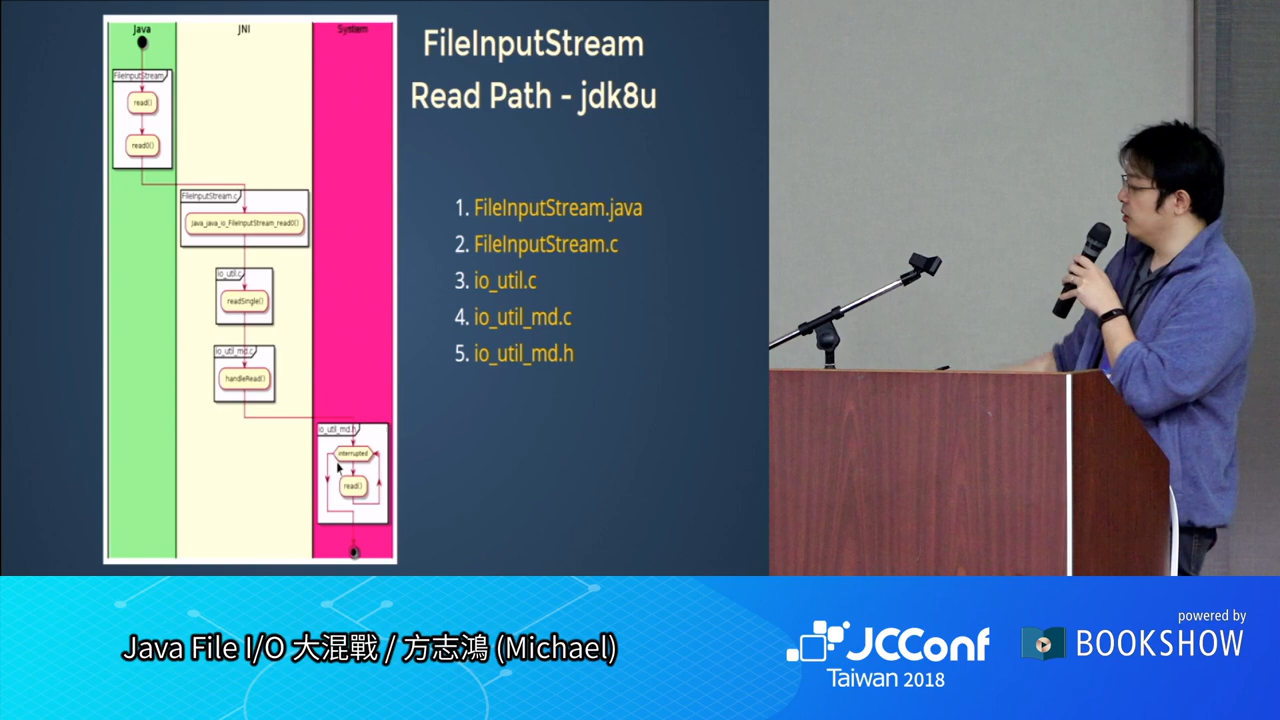 Java
JNI
System
FileInputStream
read()
read0()
FileInputStream.c
Java_java_io_FileInputStream_read0()
io_util.c
readSingle()
io_util_md.c
handleRead()
io_util_md.h
interrupted
read()
FileInputStream
Read Path - jdk8u
1. FileInputStream.java
2. FileInputStream.c
3. io_util.c
4. io_util_md.c
5. io_util_md.h
Java File I/O 大混戰 / 方志鴻 (Michael)
JCConf
Taiwan 2018
powered by
BOOKSHOW